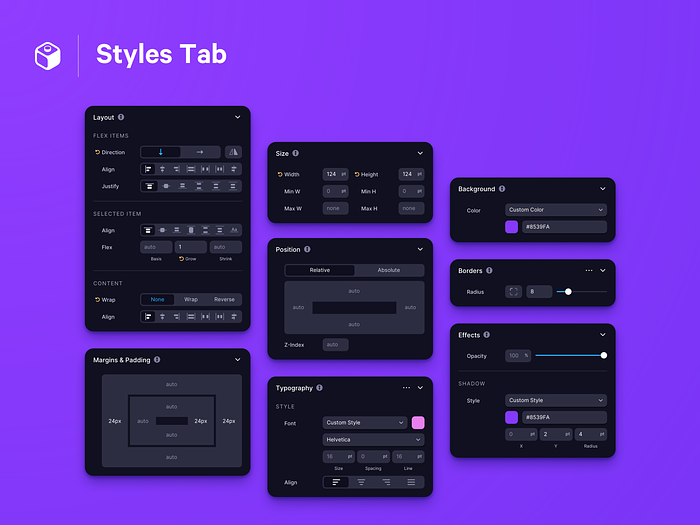 Styles Tab
Layout
FLEX ITEMS
Direction
Align
Justify
SELECTED ITEM
Align
Flex auto 1 auto
Basis Grow Shrink
CONTENT
Wrap None Wrap Reverse
Align
Margins & Padding
auto
auto
24px auto 24px 24px
auto
auto
Size
Width 124 pt Height 124 pt
Min W 0 pt Min H 0 pt
Max W none Max H none
Position
Relative Absolute
auto
auto auto
auto
Z-Index auto
Typography
STYLE
Font Custom Style
Helvetica
16 pt 0 pt 16 pt
Size Spacing Line
Align
Background
Color Custom Color
#8539FA
Borders
Radius 8
Effects
Opacity 100 %
SHADOW
Style Custom Style
#8539FA
0 pt 2 pt 4 pt
X Y Radius